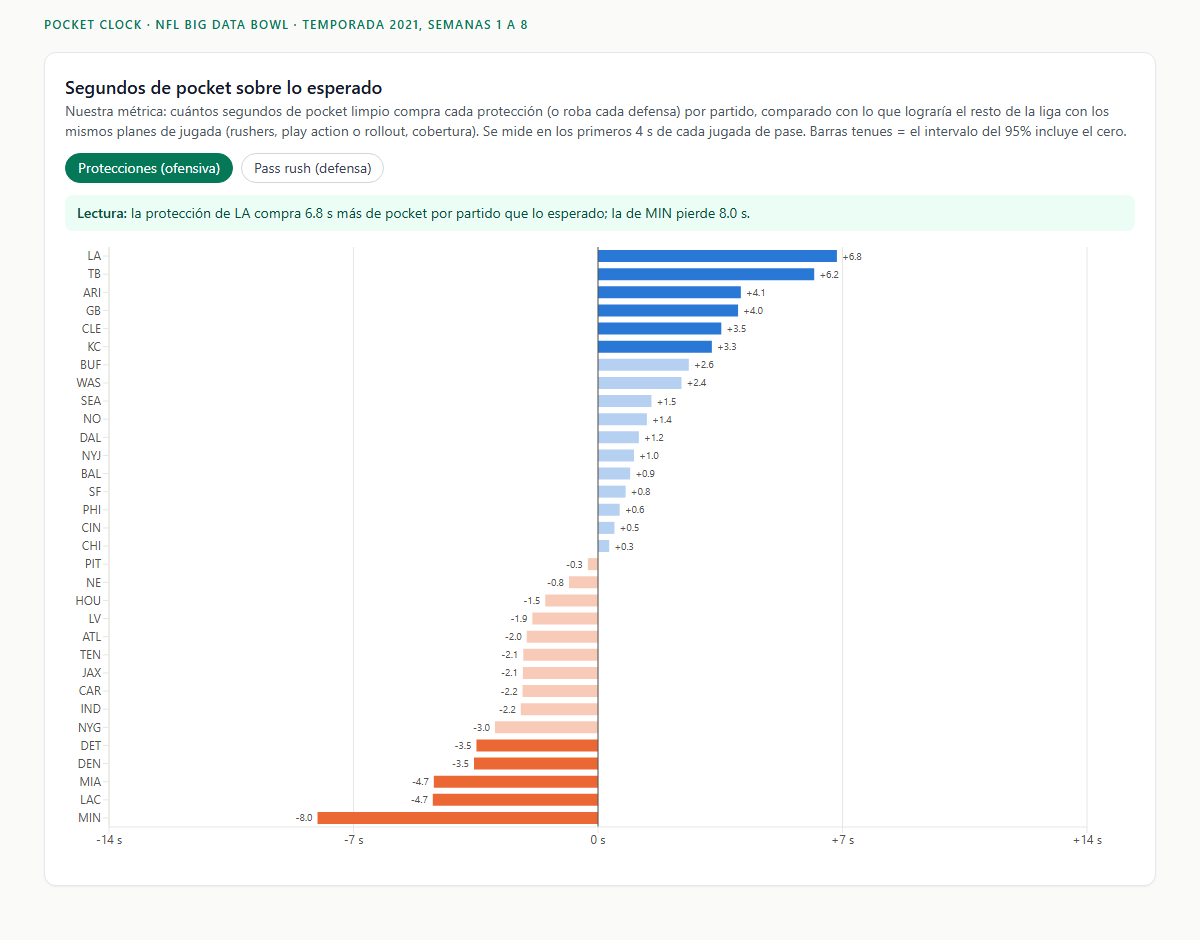 POCKET CLOCK · NFL BIG DATA BOWL · TEMPORADA 2021, SEMANAS 1 A 8
Segundos de pocket sobre lo esperado
Nuestra métrica: cuántos segundos de pocket limpio compra cada protección (o roba cada defensa) por partido, comparado con lo que lograría el resto de la liga con los
mismos planes de jugada (rushers, play action o rollout, cobertura). Se mide en los primeros 4 s de cada jugada de pase. Barras tenues = el intervalo del 95% incluye el cero.
Protecciones (ofensiva) Pass rush (defensa)
Lectura: la protección de LA compra 6.8 s más de pocket por partido que lo esperado; la de MIN pierde 8.0 s.
LA +6.8
TB +6.2
ARI +4.1
GB +4.0
CLE +3.5
KC +3.3
BUF +2.6
WAS +2.4
SEA +1.5
NO +1.4
DAL +1.2
NYJ +1.0
BAL +0.9
SF +0.8
PHI +0.6
CIN +0.5
CHI +0.3
PIT -0.3
NE -0.8
HOU -1.5
LV -1.9
ATL -2.0
TEN -2.1
JAX -2.1
CAR -2.2
IND -2.2
NYG -3.0
DET -3.5
DEN -3.5
MIA -4.7
LAC -4.7
MIN -8.0
-14 s -7 s 0 s +7 s +14 s